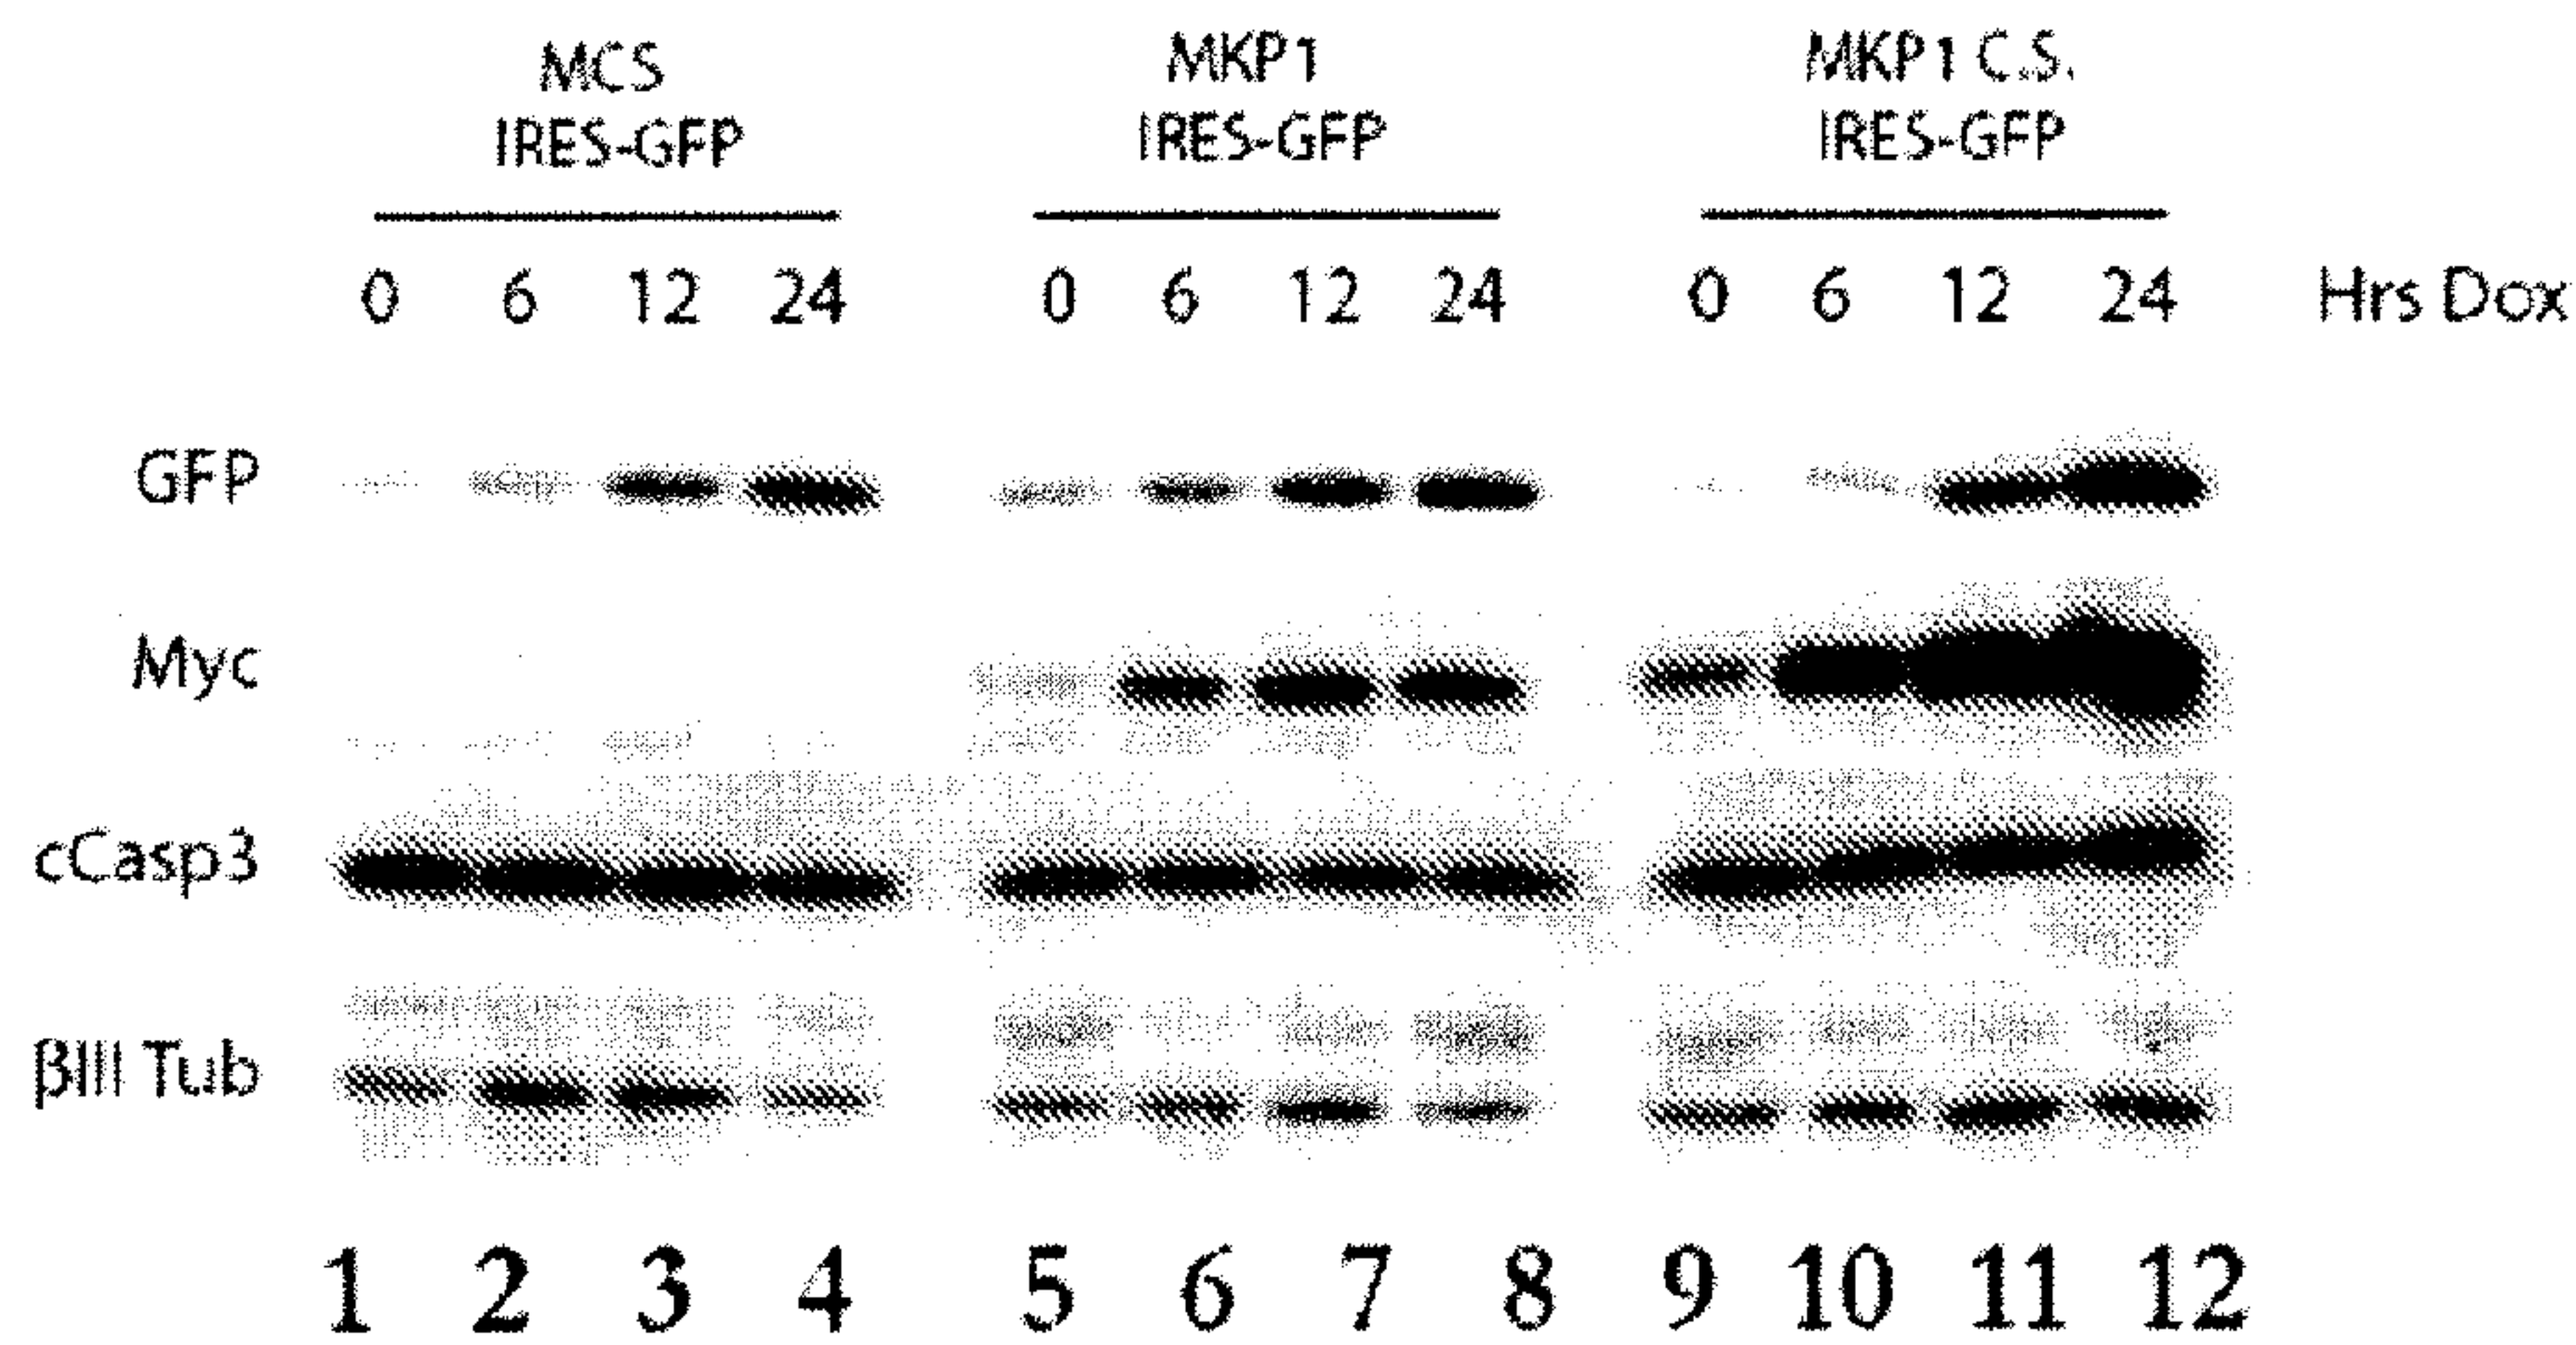 MCS MKP1 MKP1 C.S.
IRES-GFP IRES-GFP IRES-GFP
0 6 12 24 0 6 12 24 0 6 12 24 Hrs Dox
GFP
Myc
cCasp3
βIII Tub
1 2 3 4 5 6 7 8 9 10 11 12